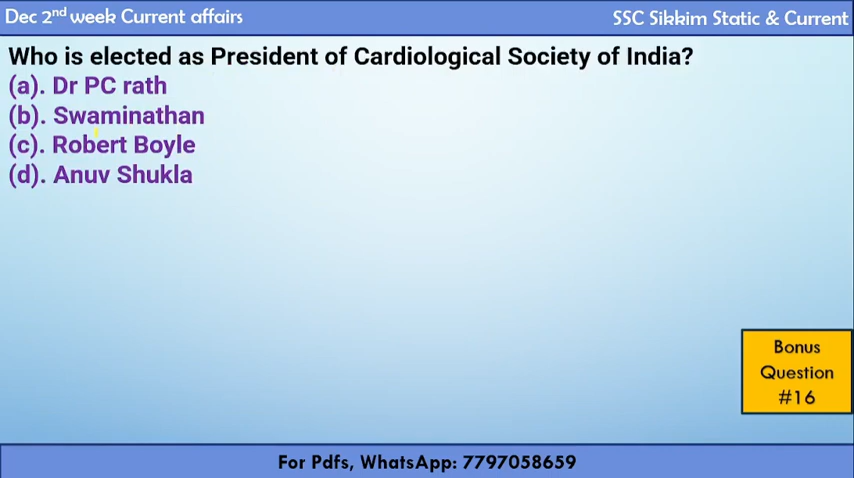 Dec 2nd week Current affairs
SSC Sikkim Static & Current
Who is elected as President of Cardiological Society of India?
(a). Dr PC rath
(b). Swaminathan
(c). Robert Boyle
(d). Anuv Shukla
Bonus
Question
#16
For Pdfs, WhatsApp: 7797058659